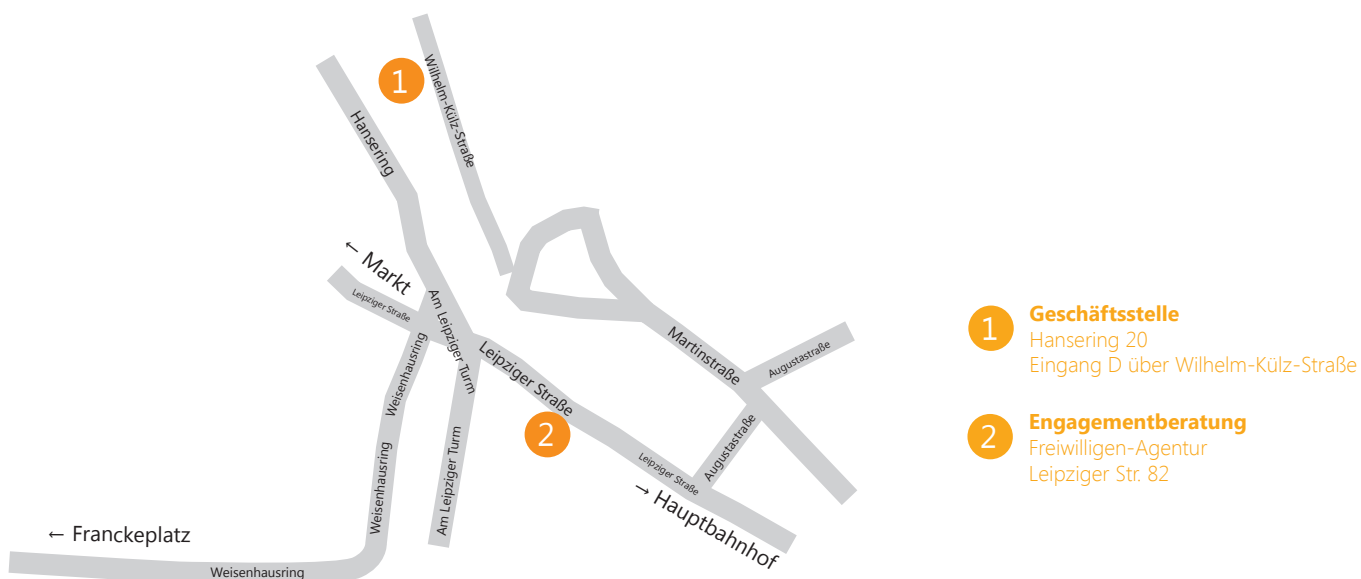 1
Wilhelm-Külz-Straße
Hansering
← Markt
Leipziger Straße
Am Leipziger Turm
Weisenhausring
Leipziger Straße
Martinstraße
Augustastraße
2
Am Leipziger Turm
Augustastraße
Leipziger Straße
Weisenhausring
→ Hauptbahnhof
← Franckeplatz
Weisenhausring
1
Geschäftsstelle
Hansering 20
Eingang D über Wilhelm-Külz-Straße
2
Engagementberatung
Freiwilligen-Agentur
Leipziger Str. 82